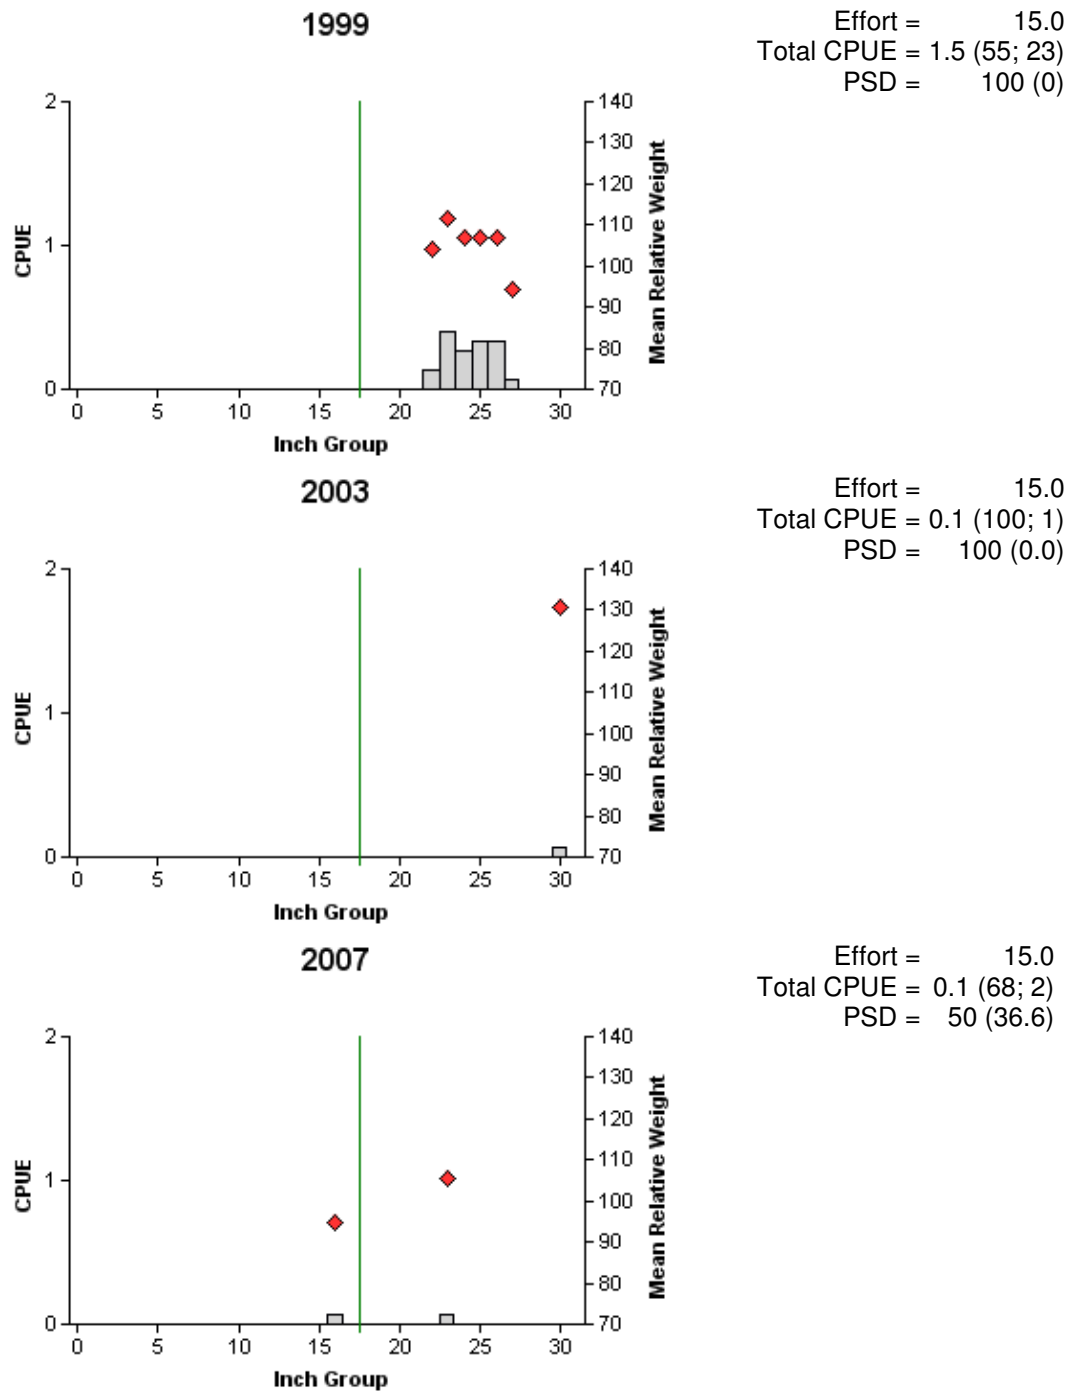 1999
Effort = 15.0
Total CPUE = 1.5 (55; 23)
PSD = 100 (0)
2 140
130
120
110
1 100
90
80
0 70
CPUE
Mean Relative Weight
0 5 10 15 20 25 30
Inch Group
2003
Effort = 15.0
Total CPUE = 0.1 (100; 1)
PSD = 100 (0.0)
2 140
130
120
110
1 100
90
80
0 70
CPUE
Mean Relative Weight
0 5 10 15 20 25 30
Inch Group
2007
Effort = 15.0
Total CPUE = 0.1 (68; 2)
PSD = 50 (36.6)
2 140
130
120
110
1 100
90
80
0 70
CPUE
Mean Relative Weight
0 5 10 15 20 25 30
Inch Group